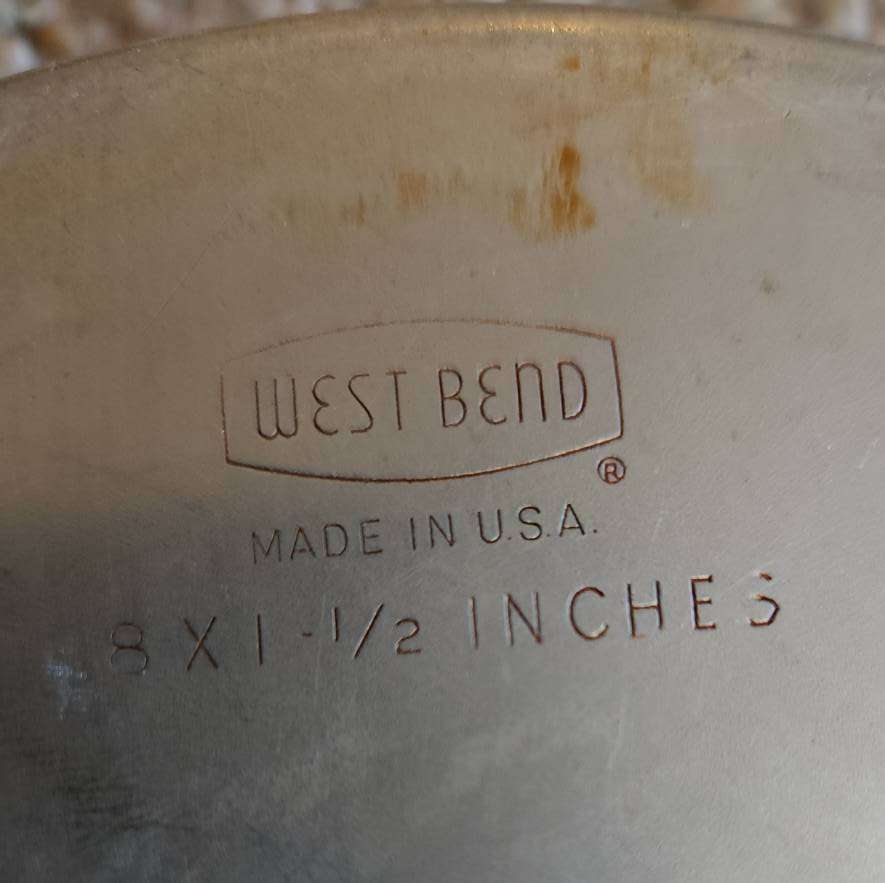 WEST BEND
®
MADE IN U.S.A.
8 X 1-1/2 INCHES